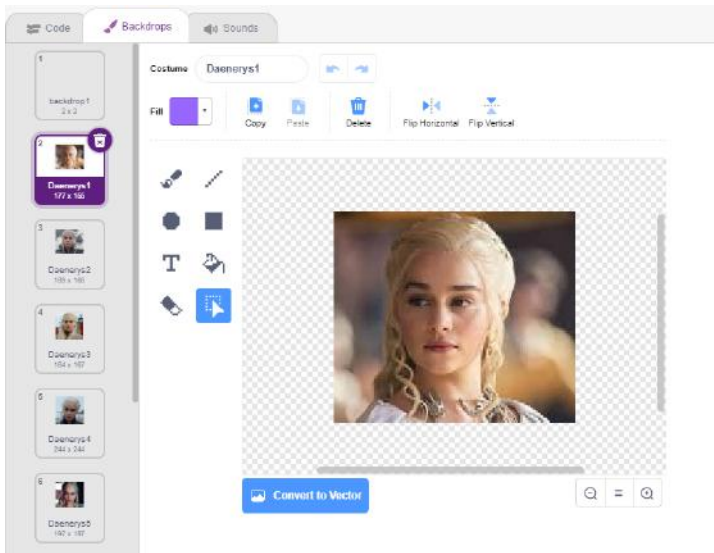 Code
Backdrops
Sounds
1
backdrop1
2 x 2
2
Daenerys1
177 x 155
3
Daenerys2
4
Daenerys3
5
Daenerys4
244 x 244
6
Daenerys5
Costume
Daenerys1
Fill
Copy
Paste
Delete
Flip Horizontal
Flip Vertical
T
Convert to Vector
=